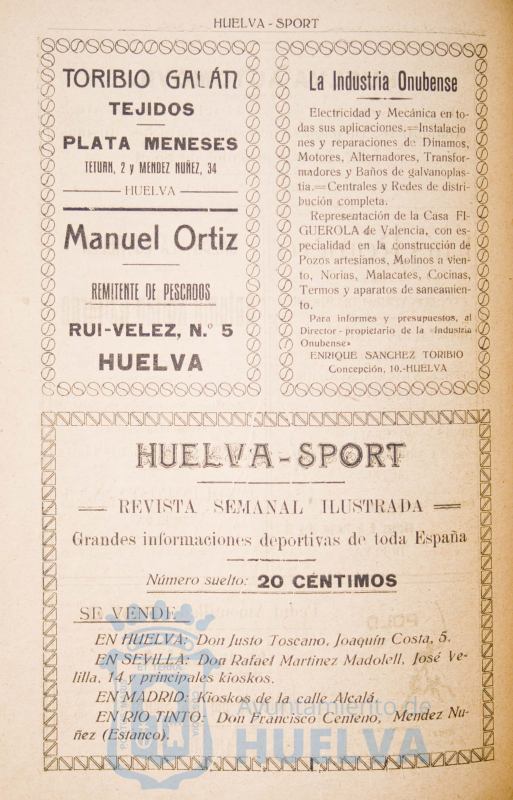 HUELVA - SPORT
TORIBIO GALÁN
TEJIDOS
PLATA MENESES
TETUAN, 2 y MENDEZ NUÑEZ, 34
HUELVA
Manuel Ortiz
REMITENTE DE PESCADOS
RUI-VELEZ, N.º 5
HUELVA
La Industria Onubense
Electricidad y Mecánica en to-
das sus aplicaciones.=Instalacio
nes y reparaciones de Dinamos,
Motores, Alternadores, Transfor-
madores y Baños de galvanoplas-
tia.=Centrales y Redes de distri-
bución completa.
Representación de la Casa FI-
GUEROLA de Valencia, con es-
pecialidad en la construcción de
Pozos artesianos, Molinos a vien-
to, Norias, Malacates, Cocinas,
Termos y aparatos de saneamien-
to.
Para informes y presupuestos, al
Director - propietario de la «Industria
Onubense»
ENRIQUE SANCHEZ TORIBIO
Concepción, 10.-HUELVA
HUELVA - SPORT
REVISTA SEMANAL ILUSTRADA
Grandes informaciones deportivas de toda España
Número suelto: 20 CÉNTIMOS
SE VENDE
EN HUELVA: Don Justo Toscano, Joaquín Costa, 5.
EN SEVILLA: Don Rafael Martinez Madolell, José Ve-
lilla, 14 y principales kioskos.
EN MADRID: Kioskos de la calle Alcalá.
EN RIO TINTO: Don Francisco Centeno, Mendez Nu-
ñez (Estanco).
Ayuntamiento de
HUELVA